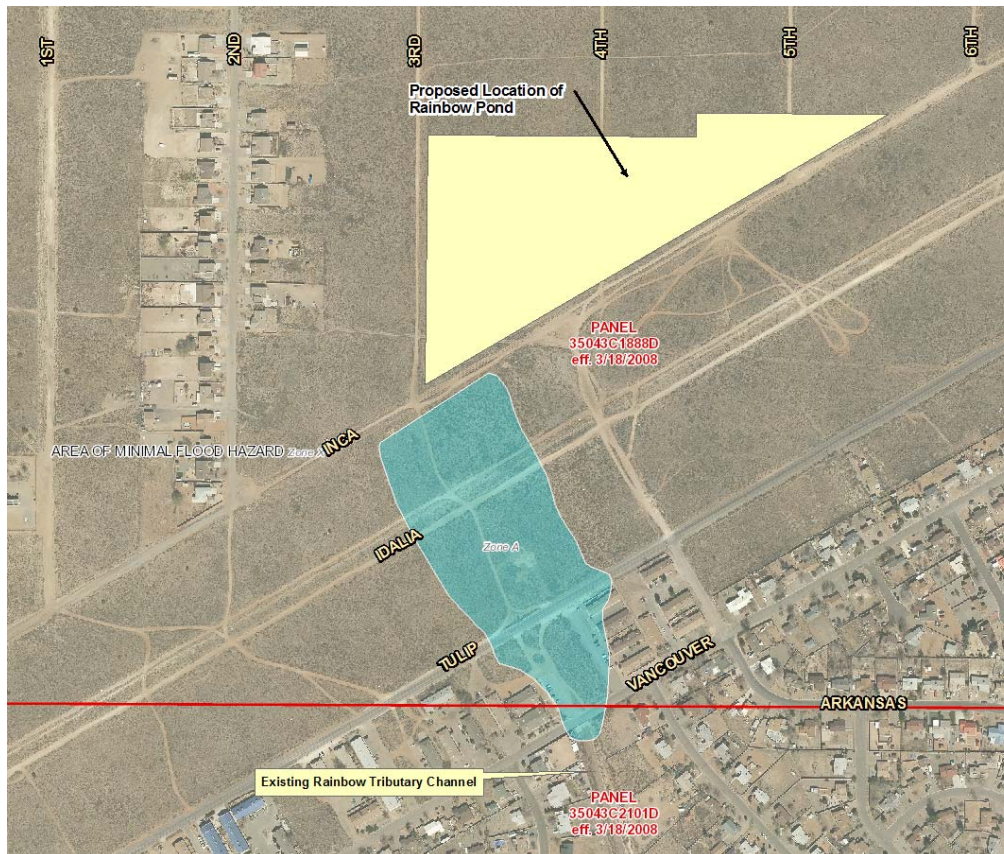 1ST
2ND
3RD
4TH
5TH
6TH
Proposed Location of
Rainbow Pond
PANEL
35043C1888D
eff. 3/18/2008
INCA
AREA OF MINIMAL FLOOD HAZARD Zone X
IDALIA
Zone A
TULIP
VANCOUVER
ARKANSAS
Existing Rainbow Tributary Channel
PANEL
35043C2101D
eff. 3/18/2008